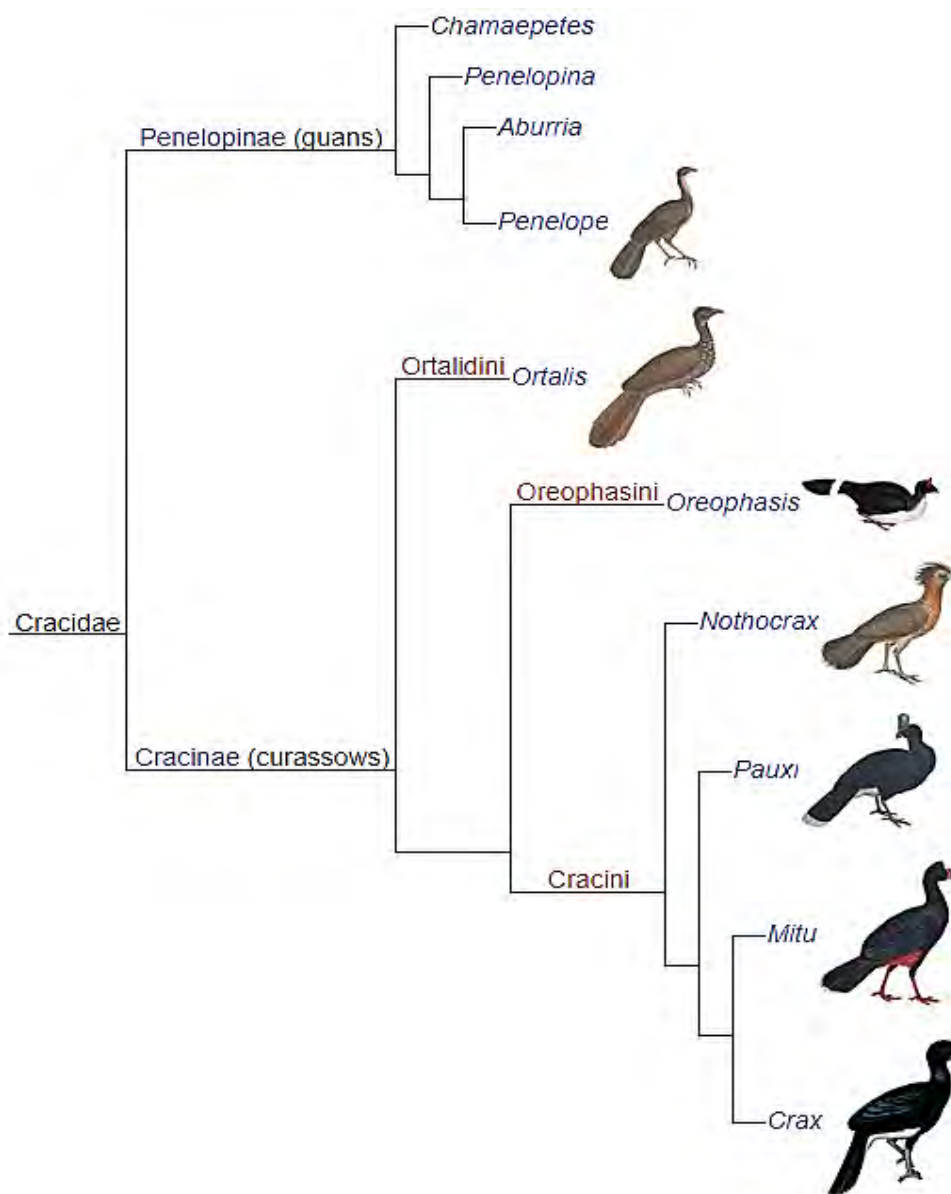 Chamaepetes
Penelopina
Aburria
Penelopinae (guans)
Penelope
Ortalidini
Ortalis
Oreophasini
Oreophasis
Nothocrax
Cracidae
Cracinae (curassows)
Pauxi
Cracini
Mitu
Crax